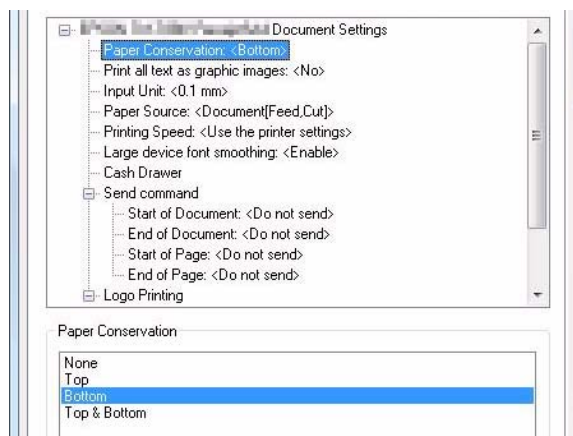 Document Settings
Paper Conservation: <Bottom>
Print all text as graphic images: <No>
Input Unit: <0.1 mm>
Paper Source: <Document[Feed,Cut]>
Printing Speed: <Use the printer settings>
Large device font smoothing: <Enable>
Cash Drawer
Send command
Start of Document: <Do not send>
End of Document: <Do not send>
Start of Page: <Do not send>
End of Page: <Do not send>
Logo Printing
Paper Conservation
None
Top
Bottom
Top & Bottom